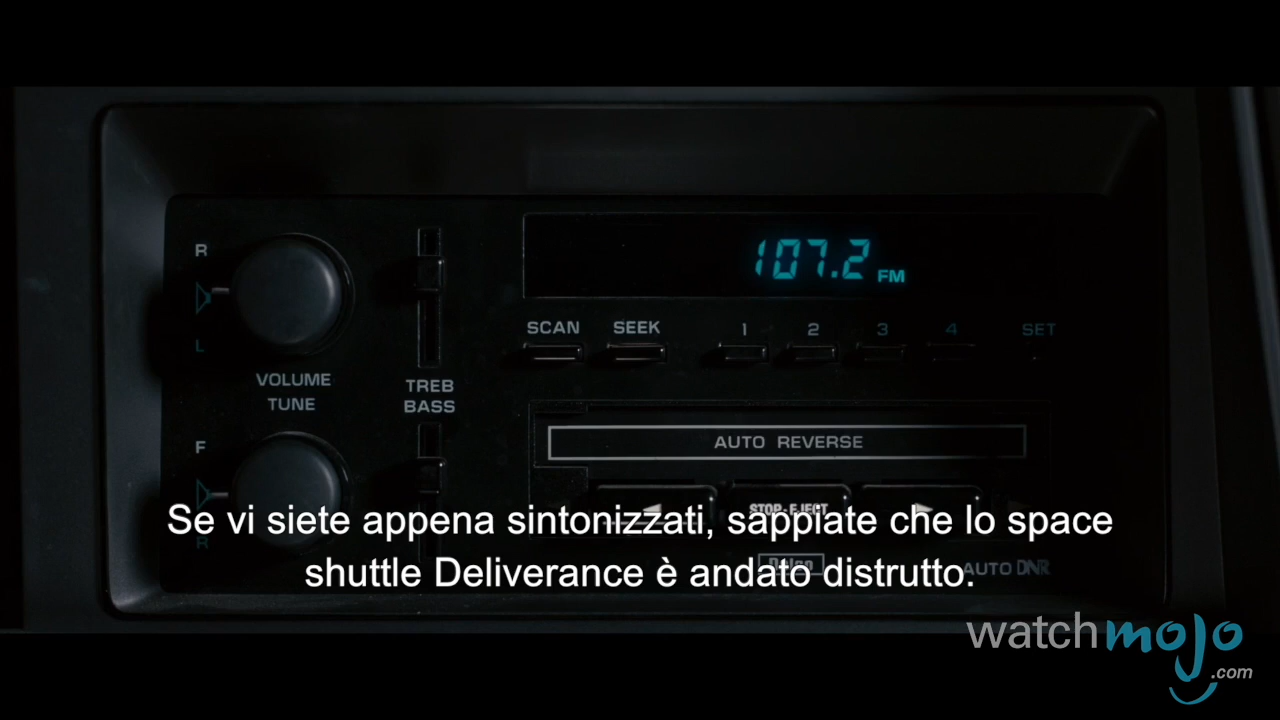 107.2 FM
R
SCAN SEEK 1 2 3 4 SET
L
VOLUME
TUNE
TREB
BASS
F
AUTO REVERSE
STOP-EJECT
Se vi siete appena sintonizzati, sappiate che lo space
shuttle Deliverance è andato distrutto.
R
Delco
AUTO DNR
watchmojo
.com